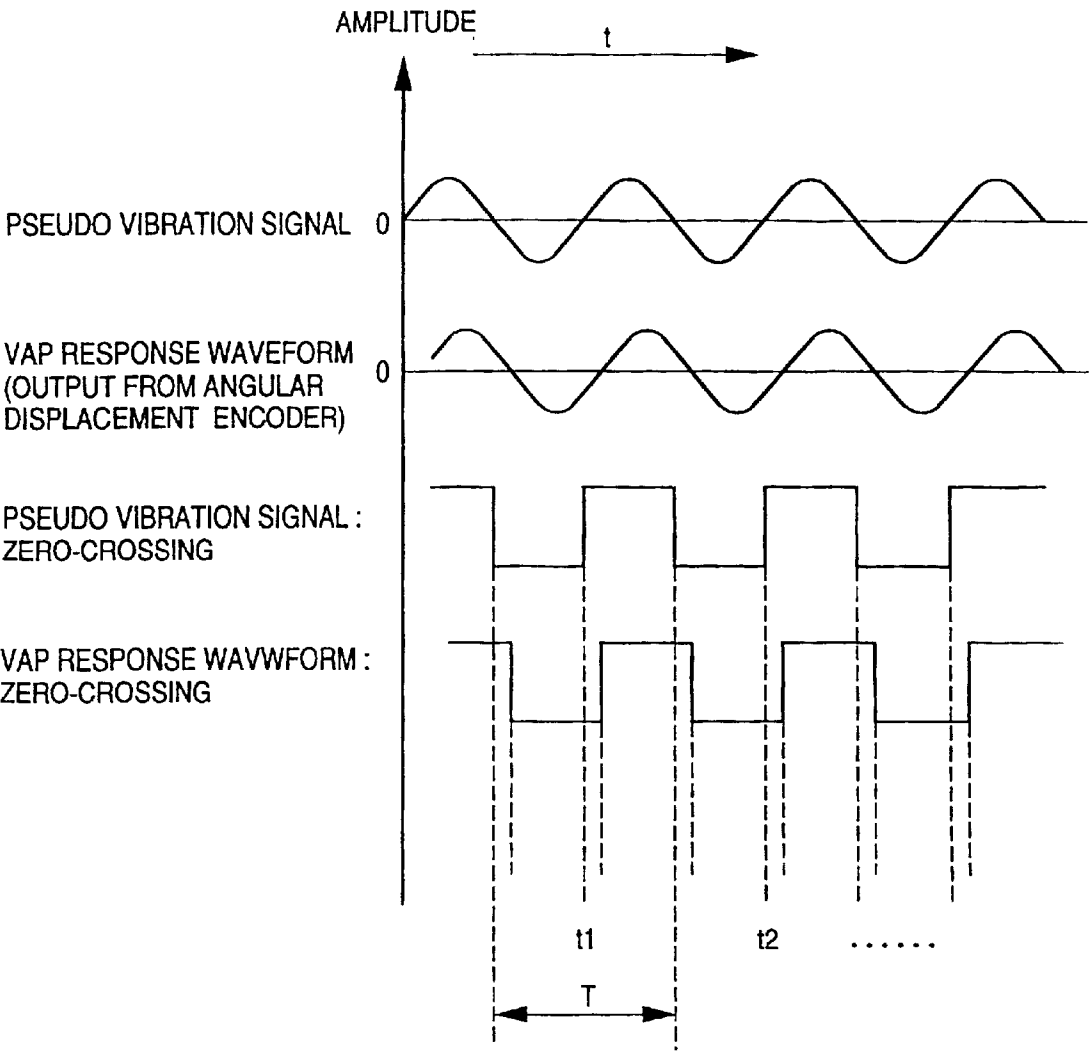 AMPLITUDE
t
PSEUDO VIBRATION SIGNAL 0
VAP RESPONSE WAVEFORM
(OUTPUT FROM ANGULAR
DISPLACEMENT ENCODER)
0
PSEUDO VIBRATION SIGNAL :
ZERO-CROSSING
VAP RESPONSE WAVWFORM :
ZERO-CROSSING
t1 t2 ......
T